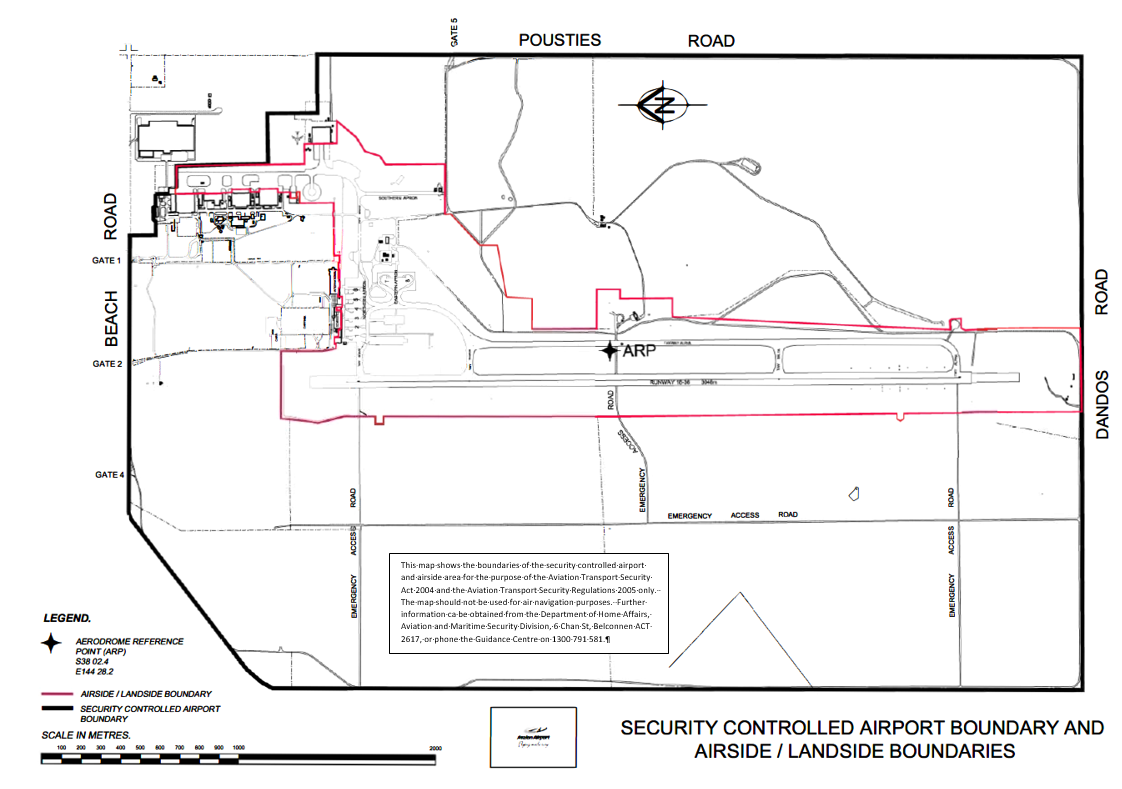 GATE 5
POUSTIES ROAD
N
BEACH ROAD
SOUTHERN APRON
GATE 1
GATE 2
GATE 4
ARP
RUNWAY 18-36 3048m
DANDOS ROAD
EMERGENCY ACCESS ROAD
EMERGENCY ACCESS ROAD
EMERGENCY ACCESS ROAD
EMERGENCY ACCESS ROAD
This map shows the boundaries of the security controlled airport
and airside area for the purpose of the Aviation Transport Security
Act 2004 and the Aviation Transport Security Regulations 2005 only.
The map should not be used for air navigation purposes. Further
information ca be obtained from the Department of Home Affairs,
Aviation and Maritime Security Division, 6 Chan St, Belconnen ACT
2617, or phone the Guidance Centre on 1300 791 581.¶
LEGEND.
AERODROME REFERENCE
POINT (ARP)
S38 02.4
E144 28.2
AIRSIDE / LANDSIDE BOUNDARY
SECURITY CONTROLLED AIRPORT
BOUNDARY
SCALE IN METRES.
100 200 300 400 500 600 700 800 900 1000 2000
SECURITY CONTROLLED AIRPORT BOUNDARY AND
AIRSIDE / LANDSIDE BOUNDARIES